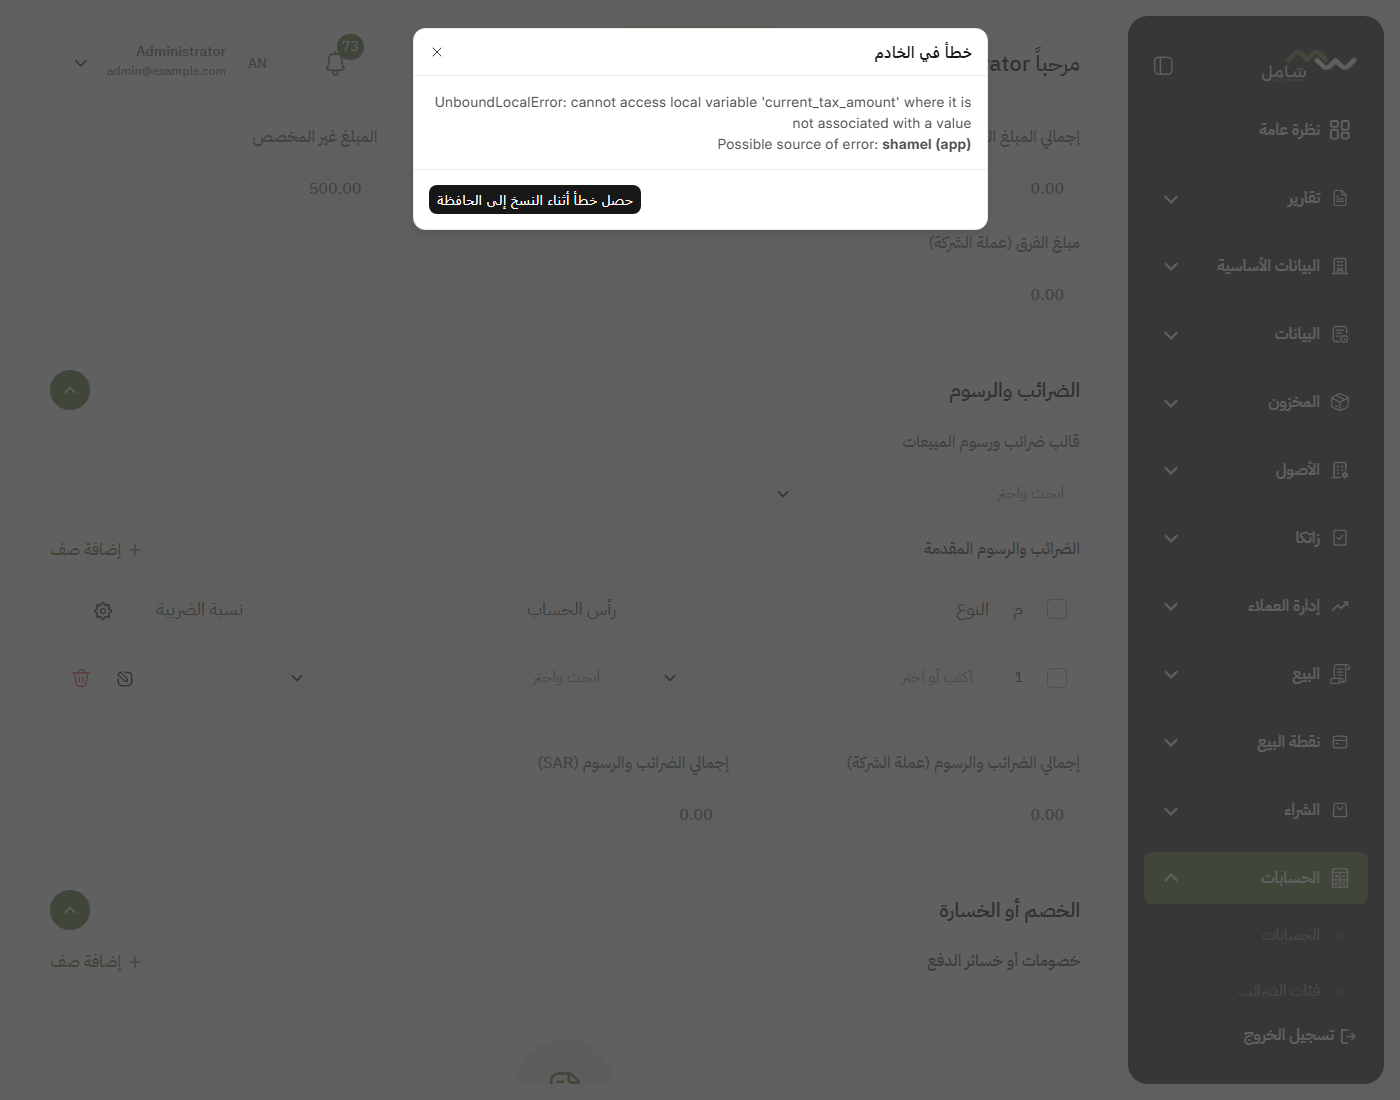 خطأ في الخادم
UnboundLocalError: cannot access local variable 'current_tax_amount' where it is
not associated with a value
Possible source of error: shamel (app)
حصل خطأ أثناء النسخ إلى الحافظة
شامل
نظرة عامة
تقارير
البيانات الأساسية
البيانات
المخزون
الأصول
زاتكا
إدارة العملاء
البيع
نقطة البيع
الشراء
الحسابات
الحسابات
فئات الضرائب
تسجيل الخروج
مرحباً
73
AN
Administrator
admin@example.com
إجمالي المبلغ
المبلغ غير المخصص
0.00
500.00
مبلغ الفرق (عملة الشركة)
0.00
الضرائب والرسوم
قالب ضرائب ورسوم المبيعات
ابحث واختر
الضرائب والرسوم المقدمة
+ إضافة صف
م النوع رأس الحساب نسبة الضريبة
1 اكتب أو اختر ابحث واختر
إجمالي الضرائب والرسوم (عملة الشركة)
إجمالي الضرائب والرسوم (SAR)
0.00
0.00
الخصم أو الخسارة
خصومات أو خسائر الدفع
+ إضافة صف